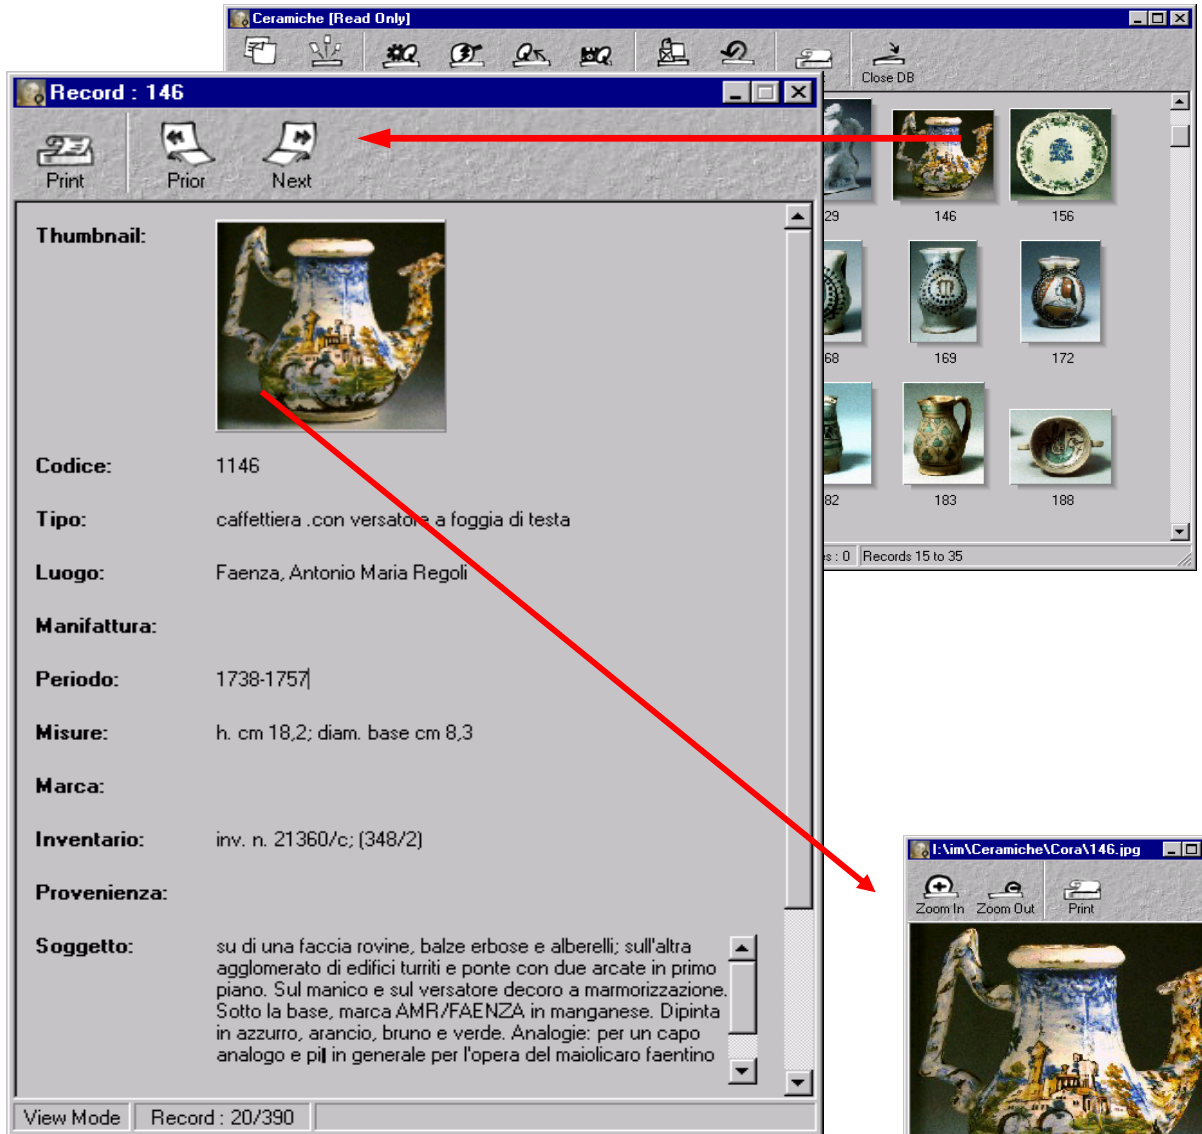 Ceramiche [Read Only]
Close DB
29
146
156
68
169
172
82
183
188
s : 0 Records 15 to 35
Record : 146
Print Prior Next
Thumbnail:
Codice: 1146
Tipo: caffettiera .con versatore a foggia di testa
Luogo: Faenza, Antonio Maria Regoli
Manifattura:
Periodo: 1738-1757
Misure: h. cm 18,2; diam. base cm 8,3
Marca:
Inventario: inv. n. 21360/c; (348/2)
Provenienza:
Soggetto: su di una faccia rovine, balze erbose e alberelli; sull'altra
agglomerato di edifici turriti e ponte con due arcate in primo
piano. Sul manico e sul versatore decoro a marmorizzazione.
Sotto la base, marca AMR/FAENZA in manganese. Dipinta
in azzurro, arancio, bruno e verde. Analogie: per un capo
analogo e pi in generale per l'opera del maiolicaro faentino
View Mode Record : 20/390
I:\im\Ceramiche\Cora\146.jpg
Zoom In Zoom Out Print